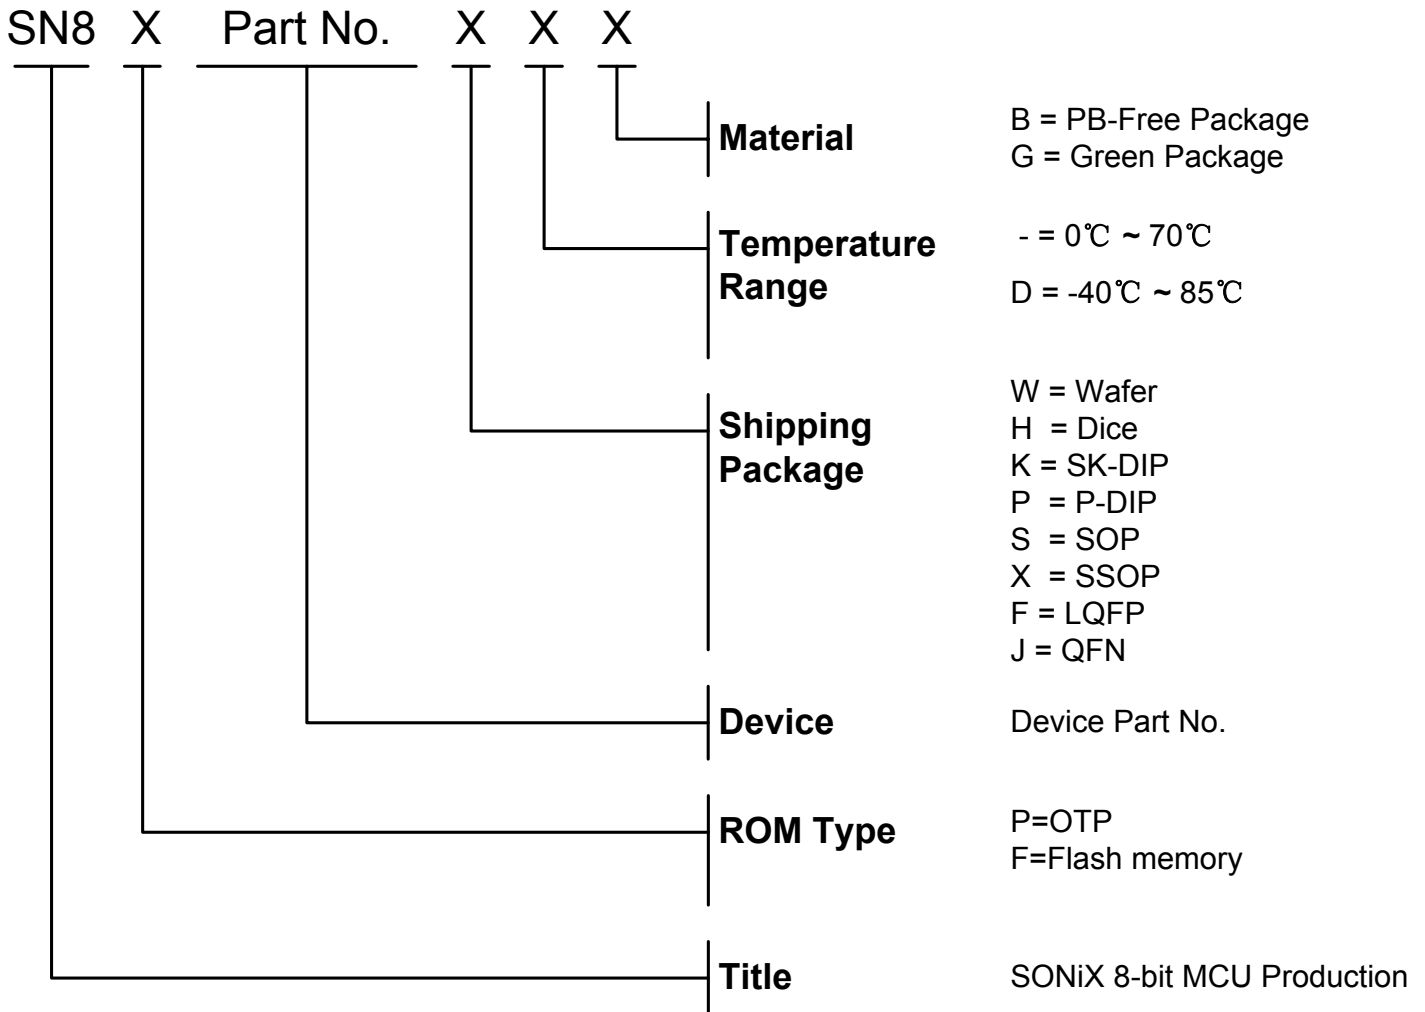 SN8 X Part No. X X X
Material
B = PB-Free Package
G = Green Package
Temperature
Range
- = 0℃ ~ 70℃
D = -40℃ ~ 85℃
Shipping
Package
W = Wafer
H = Dice
K = SK-DIP
P = P-DIP
S = SOP
X = SSOP
F = LQFP
J = QFN
Device
Device Part No.
ROM Type
P=OTP
F=Flash memory
Title
SONiX 8-bit MCU Production